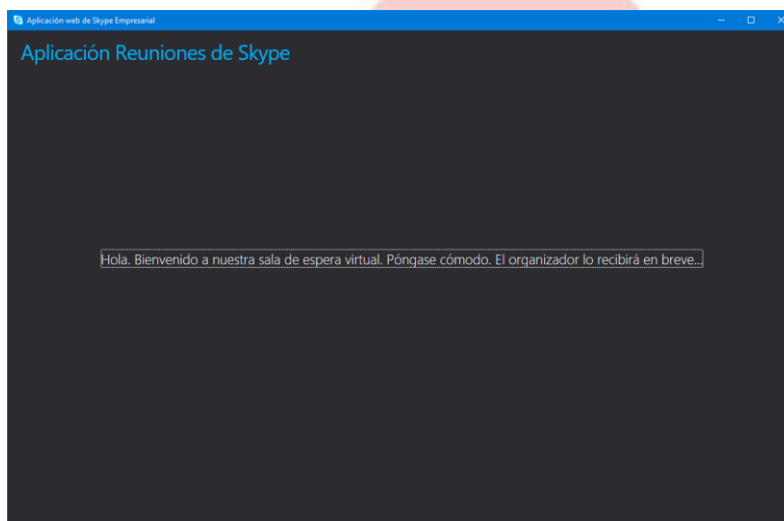 Aplicación web de Skype Empresarial
Aplicación Reuniones de Skype
Hola. Bienvenido a nuestra sala de espera virtual. Póngase cómodo. El organizador lo recibirá en breve...